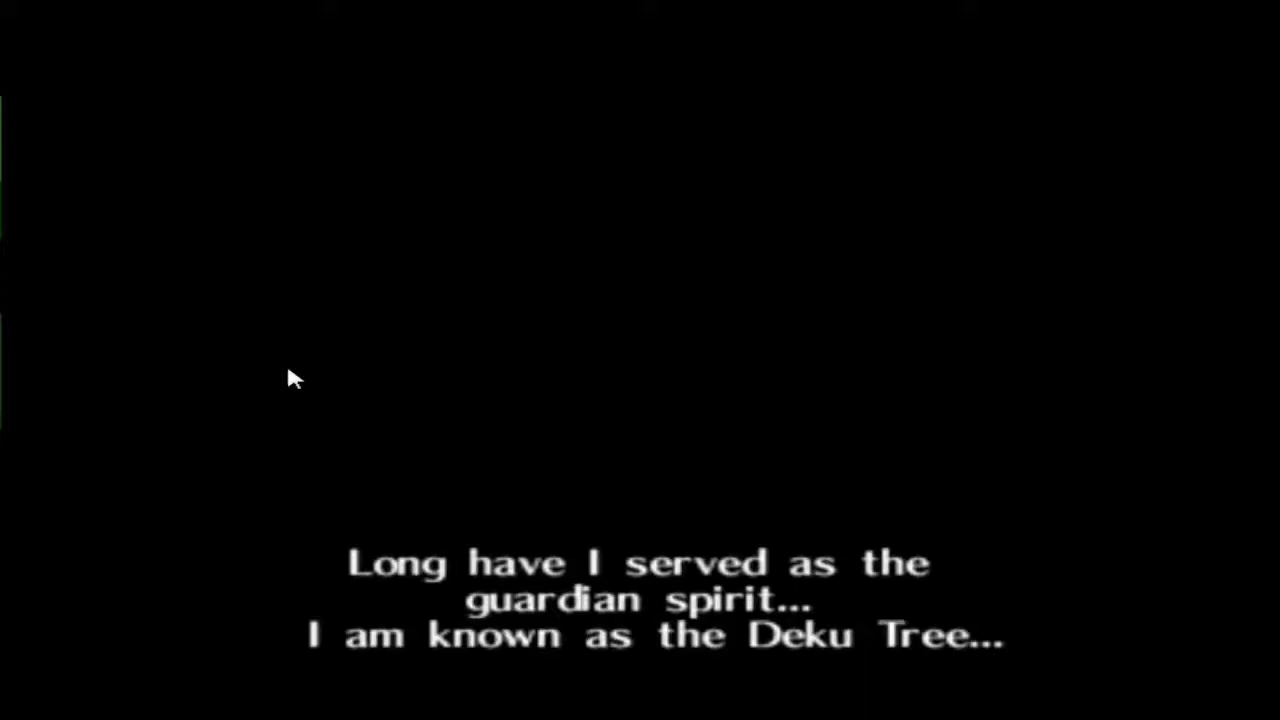 Long have I served as the
guardian spirit...
I am known as the Deku Tree...